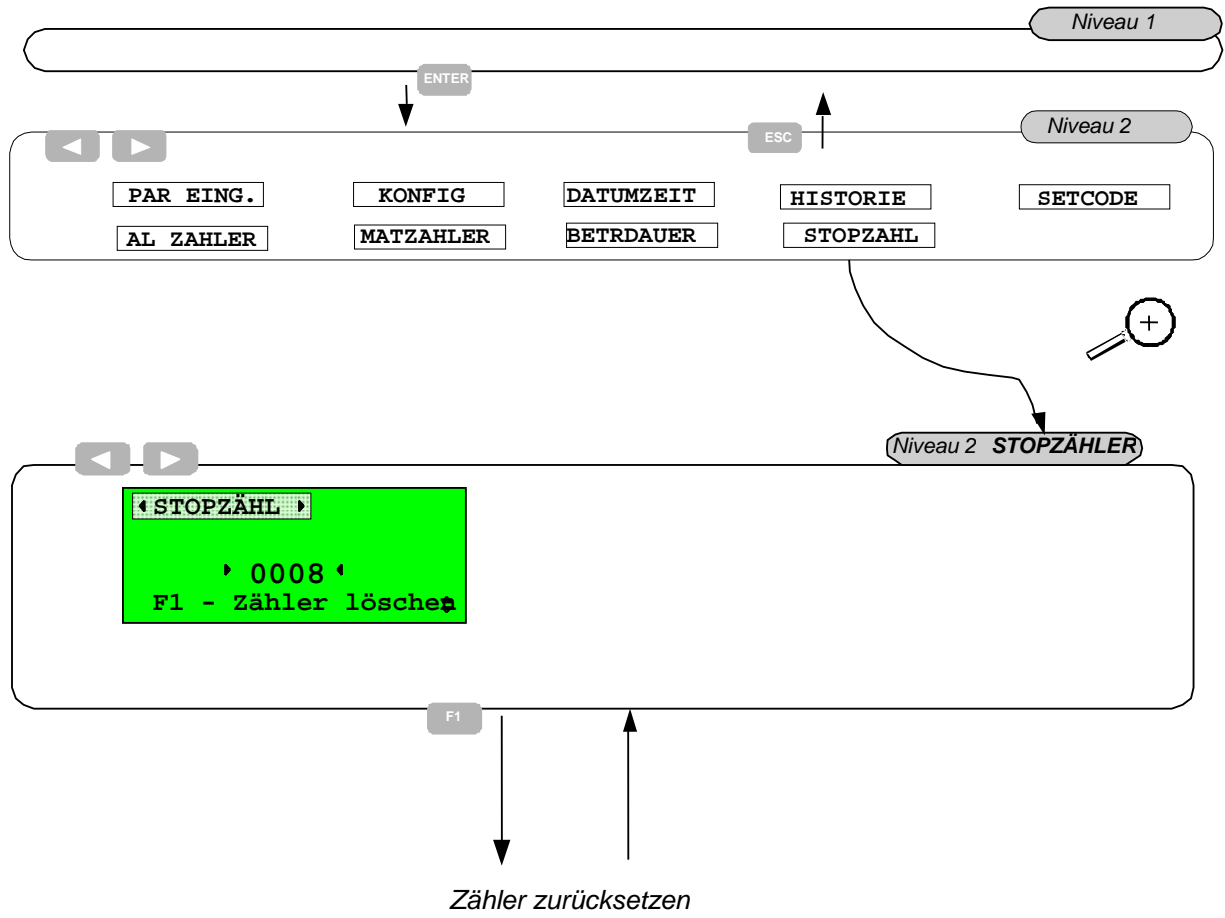 Niveau 1
ENTER
Niveau 2
ESC
PAR EING. KONFIG DATUMZEIT HISTORIE SETCODE
AL ZAHLER MATZAHLER BETRDAUER STOPZAHL
Niveau 2 STOPZÄHLER
STOPZÄHL
0008
F1 - Zähler löschen
F1
Zähler zurücksetzen